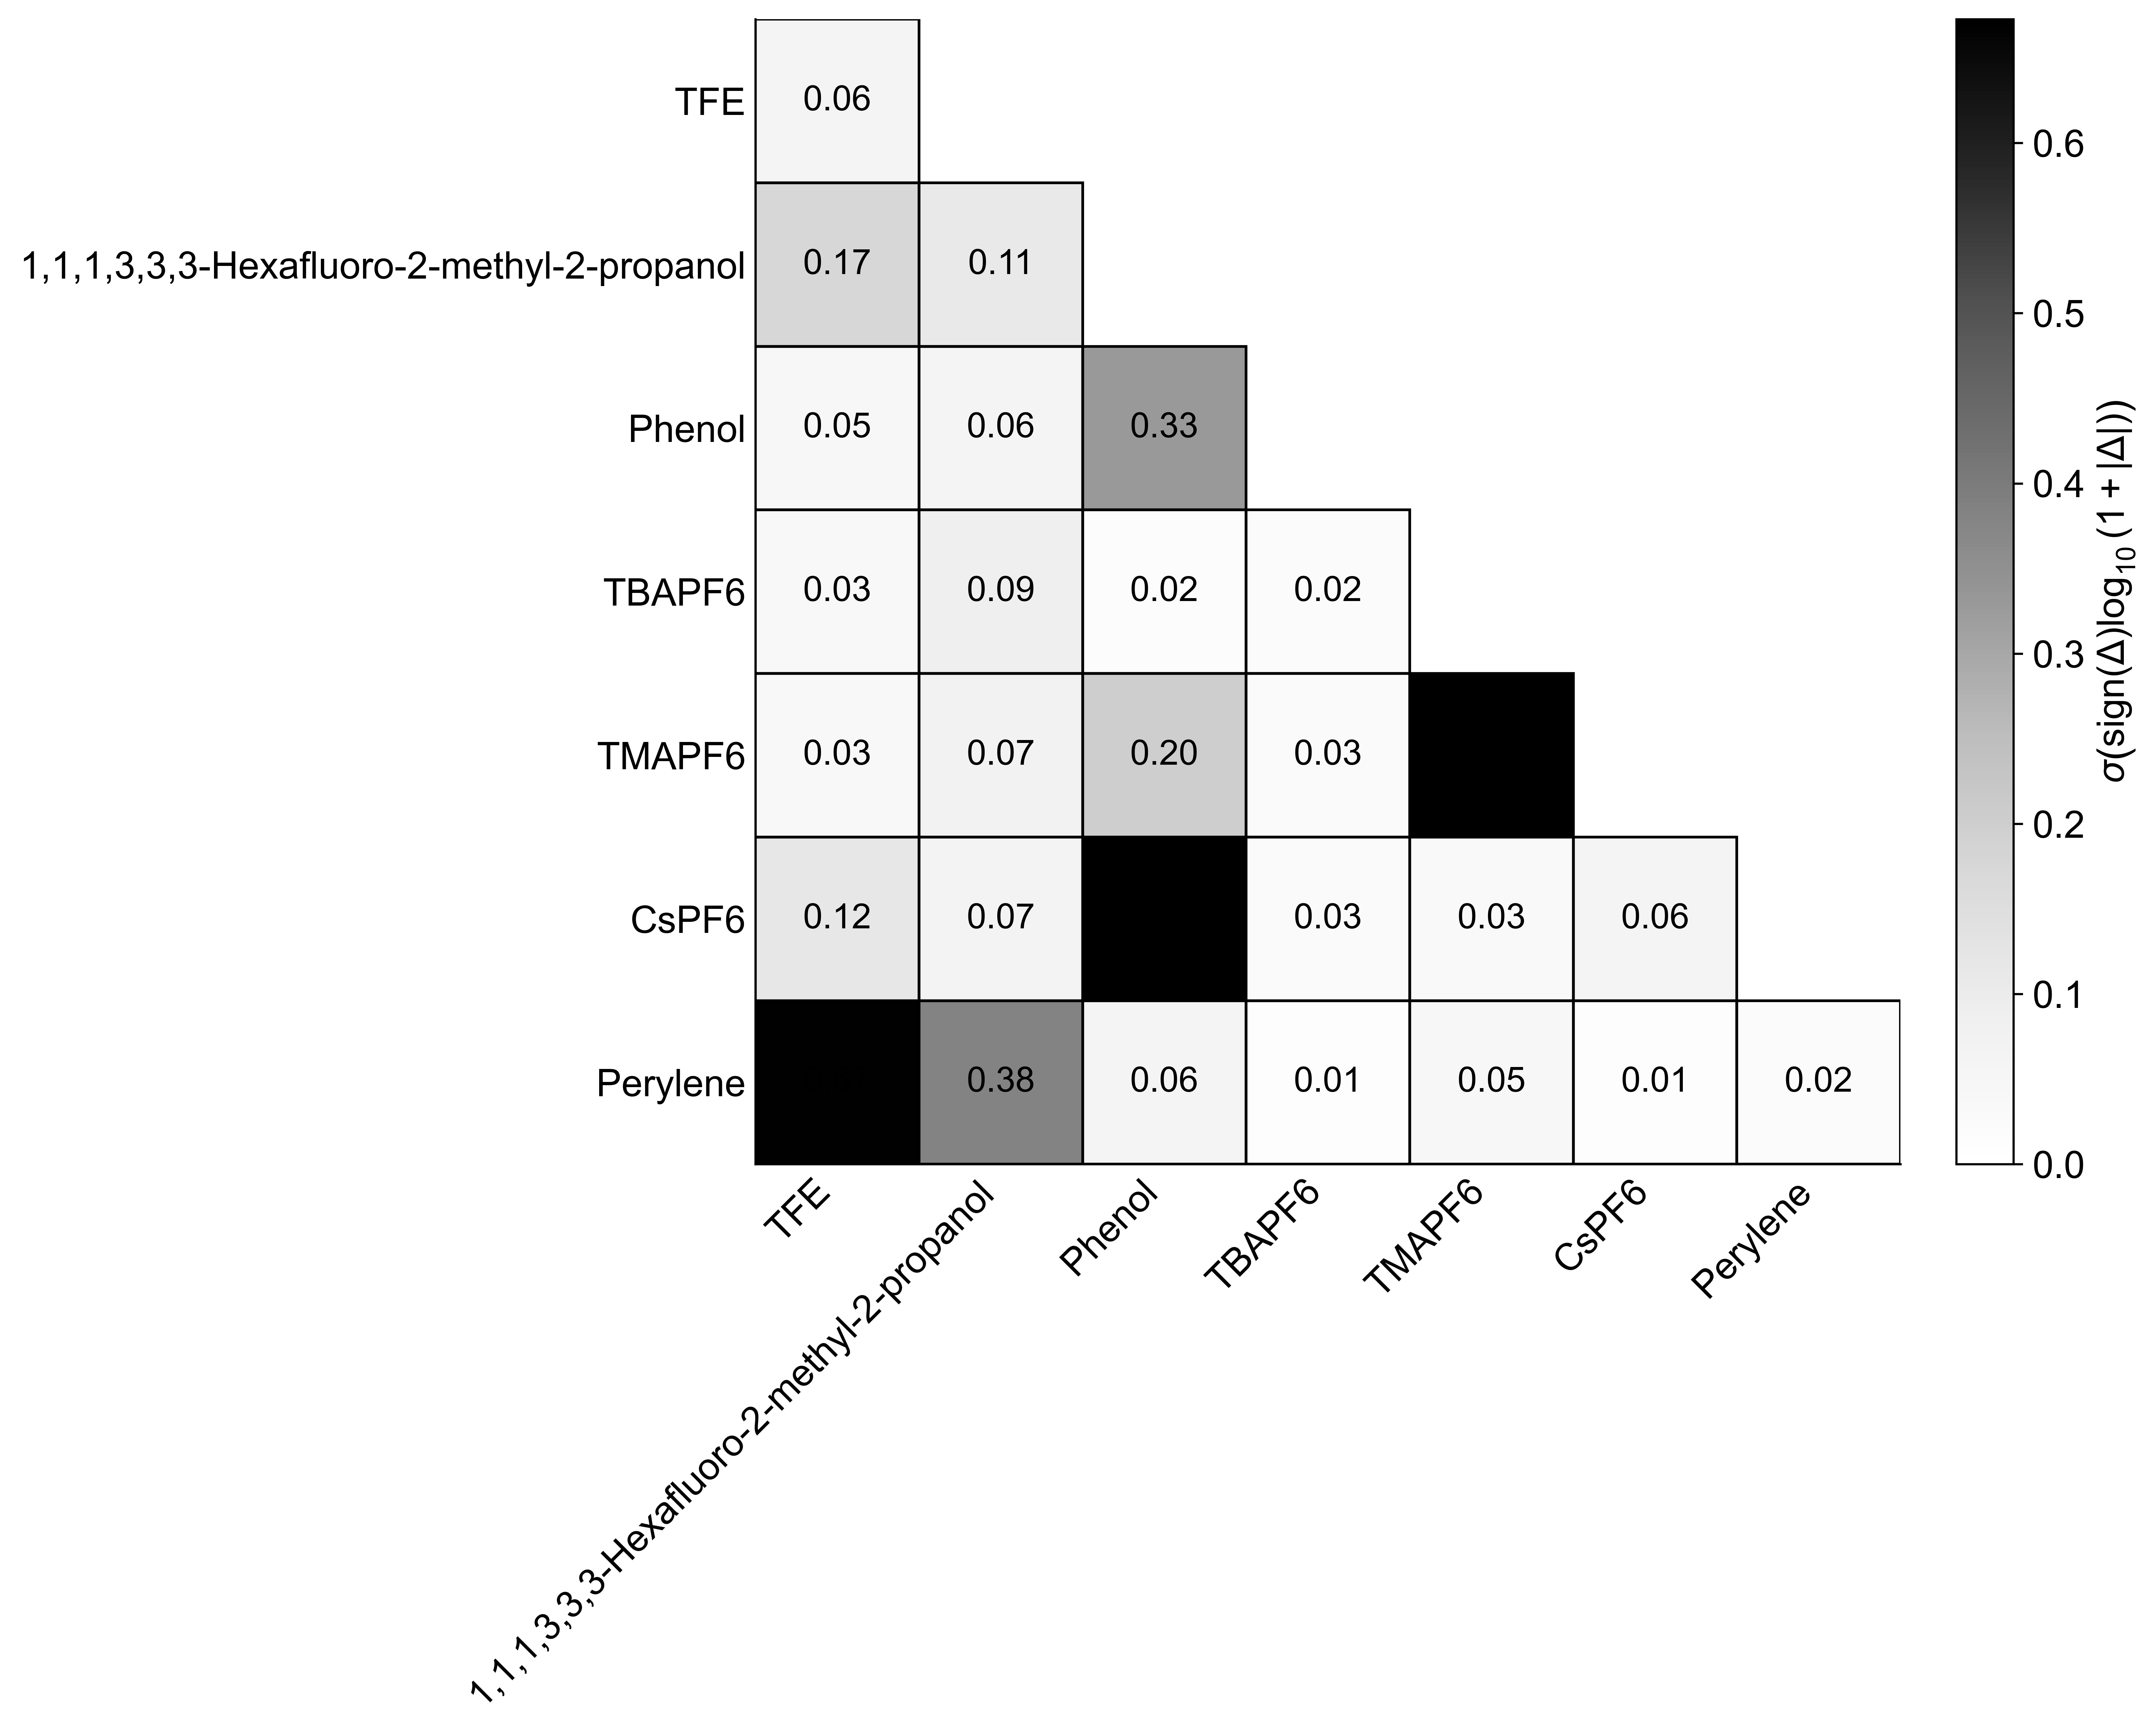 TFE 0.06
1,1,1,3,3,3-Hexafluoro-2-methyl-2-propanol 0.17 0.11
Phenol 0.05 0.06 0.33
TBAPF6 0.03 0.09 0.02 0.02
TMAPF6 0.03 0.07 0.20 0.03
CsPF6 0.12 0.07 0.03 0.03 0.06
Perylene 0.38 0.06 0.01 0.05 0.01 0.02
TFE
1,1,1,3,3,3-Hexafluoro-2-methyl-2-propanol
Phenol
TBAPF6
TMAPF6
CsPF6
Perylene
0.6
0.5
0.4
0.3
0.2
0.1
0.0
σ(sign(Δ)log₁₀ (1 + |Δ|))